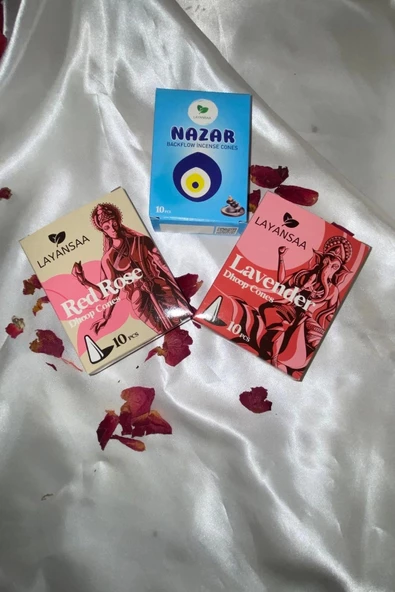 LAYANSAA
NAZAR
BACKFLOW INCENSE CONES
10 PCS
LAYANSAA
Red Rose
Dhoop Cones
10 PCS
LAYANSAA
Lavender
Dhoop Cones
10 PCS